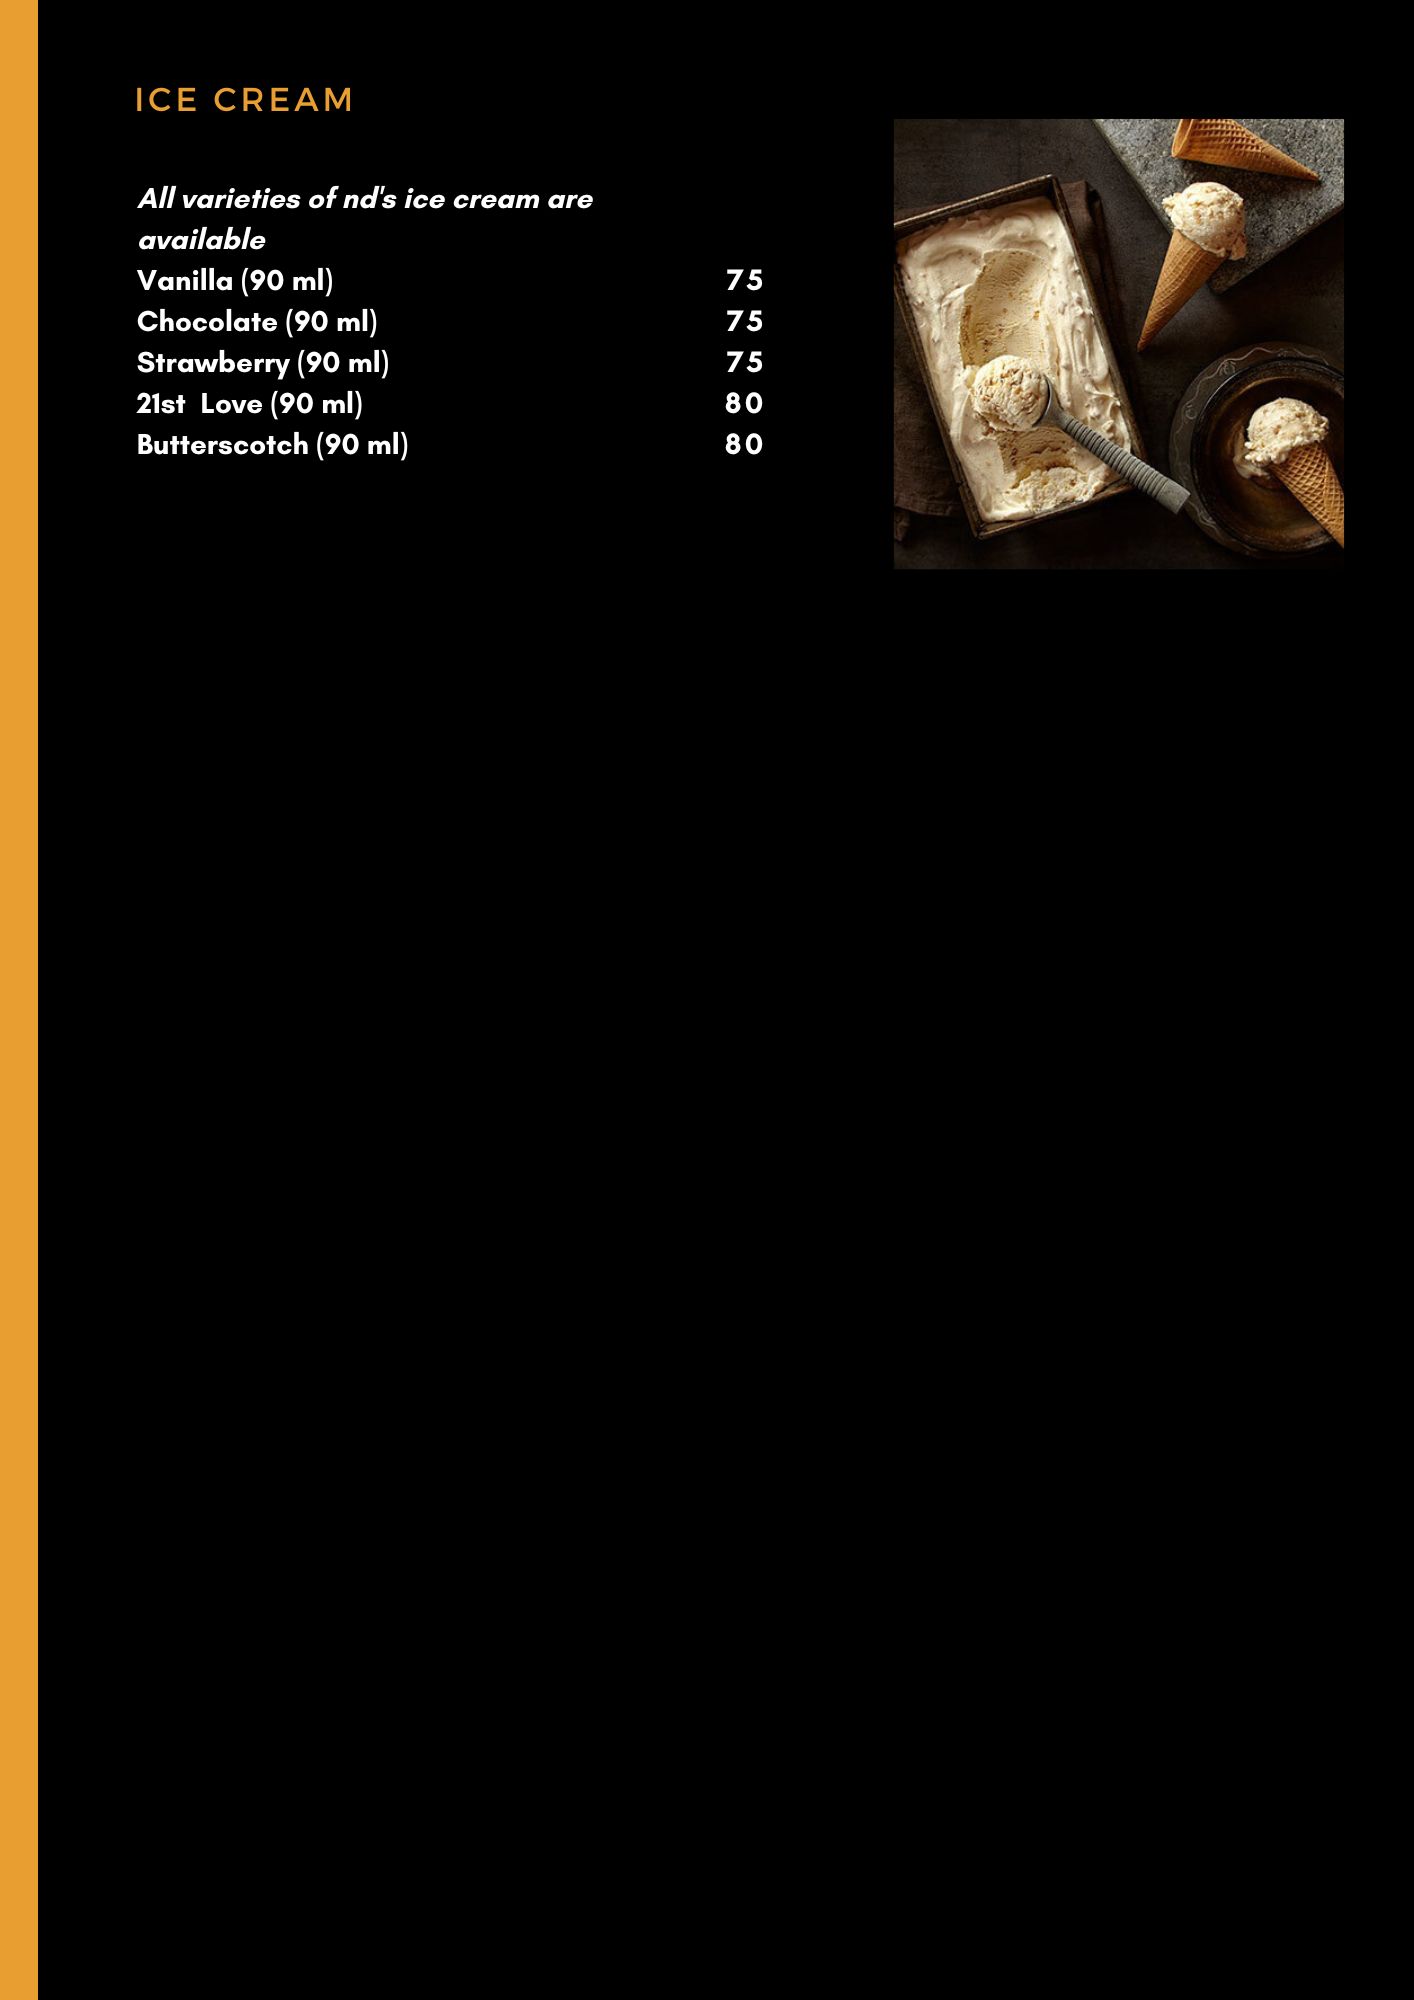 ICE CREAM
All varieties of nd's ice cream are
available
Vanilla (90 ml) 75
Chocolate (90 ml) 75
Strawberry (90 ml) 75
21st  Love (90 ml) 80
Butterscotch (90 ml) 80